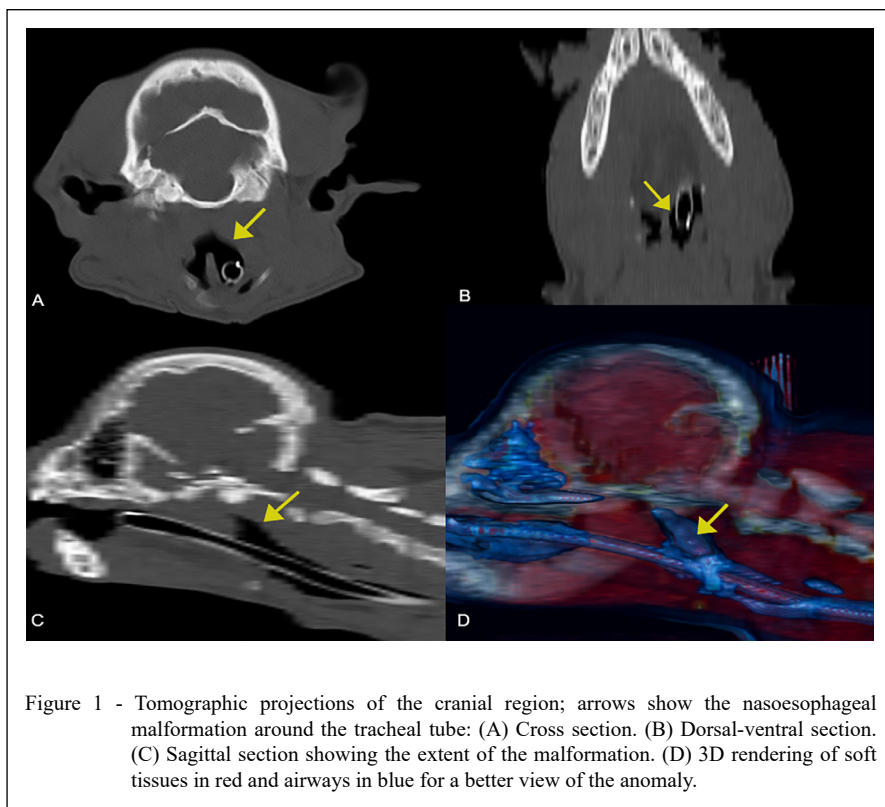 A
B
C
D
Figure 1 - Tomographic projections of the cranial region; arrows show the nasoesophageal
malformation around the tracheal tube: (A) Cross section. (B) Dorsal-ventral section.
(C) Sagittal section showing the extent of the malformation. (D) 3D rendering of soft
tissues in red and airways in blue for a better view of the anomaly.